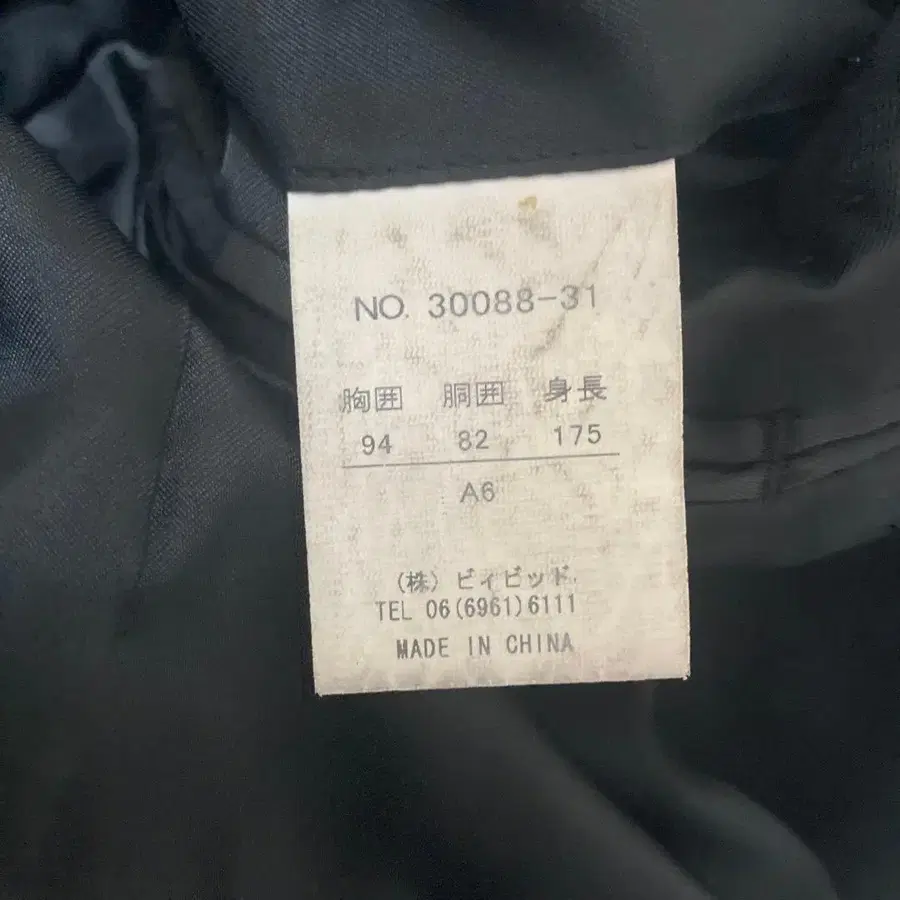 NO. 30088-31
胸囲 胴囲 身長
94 82 175
A6
(株) ビィビッド
TEL 06(6961)6111
MADE IN CHINA